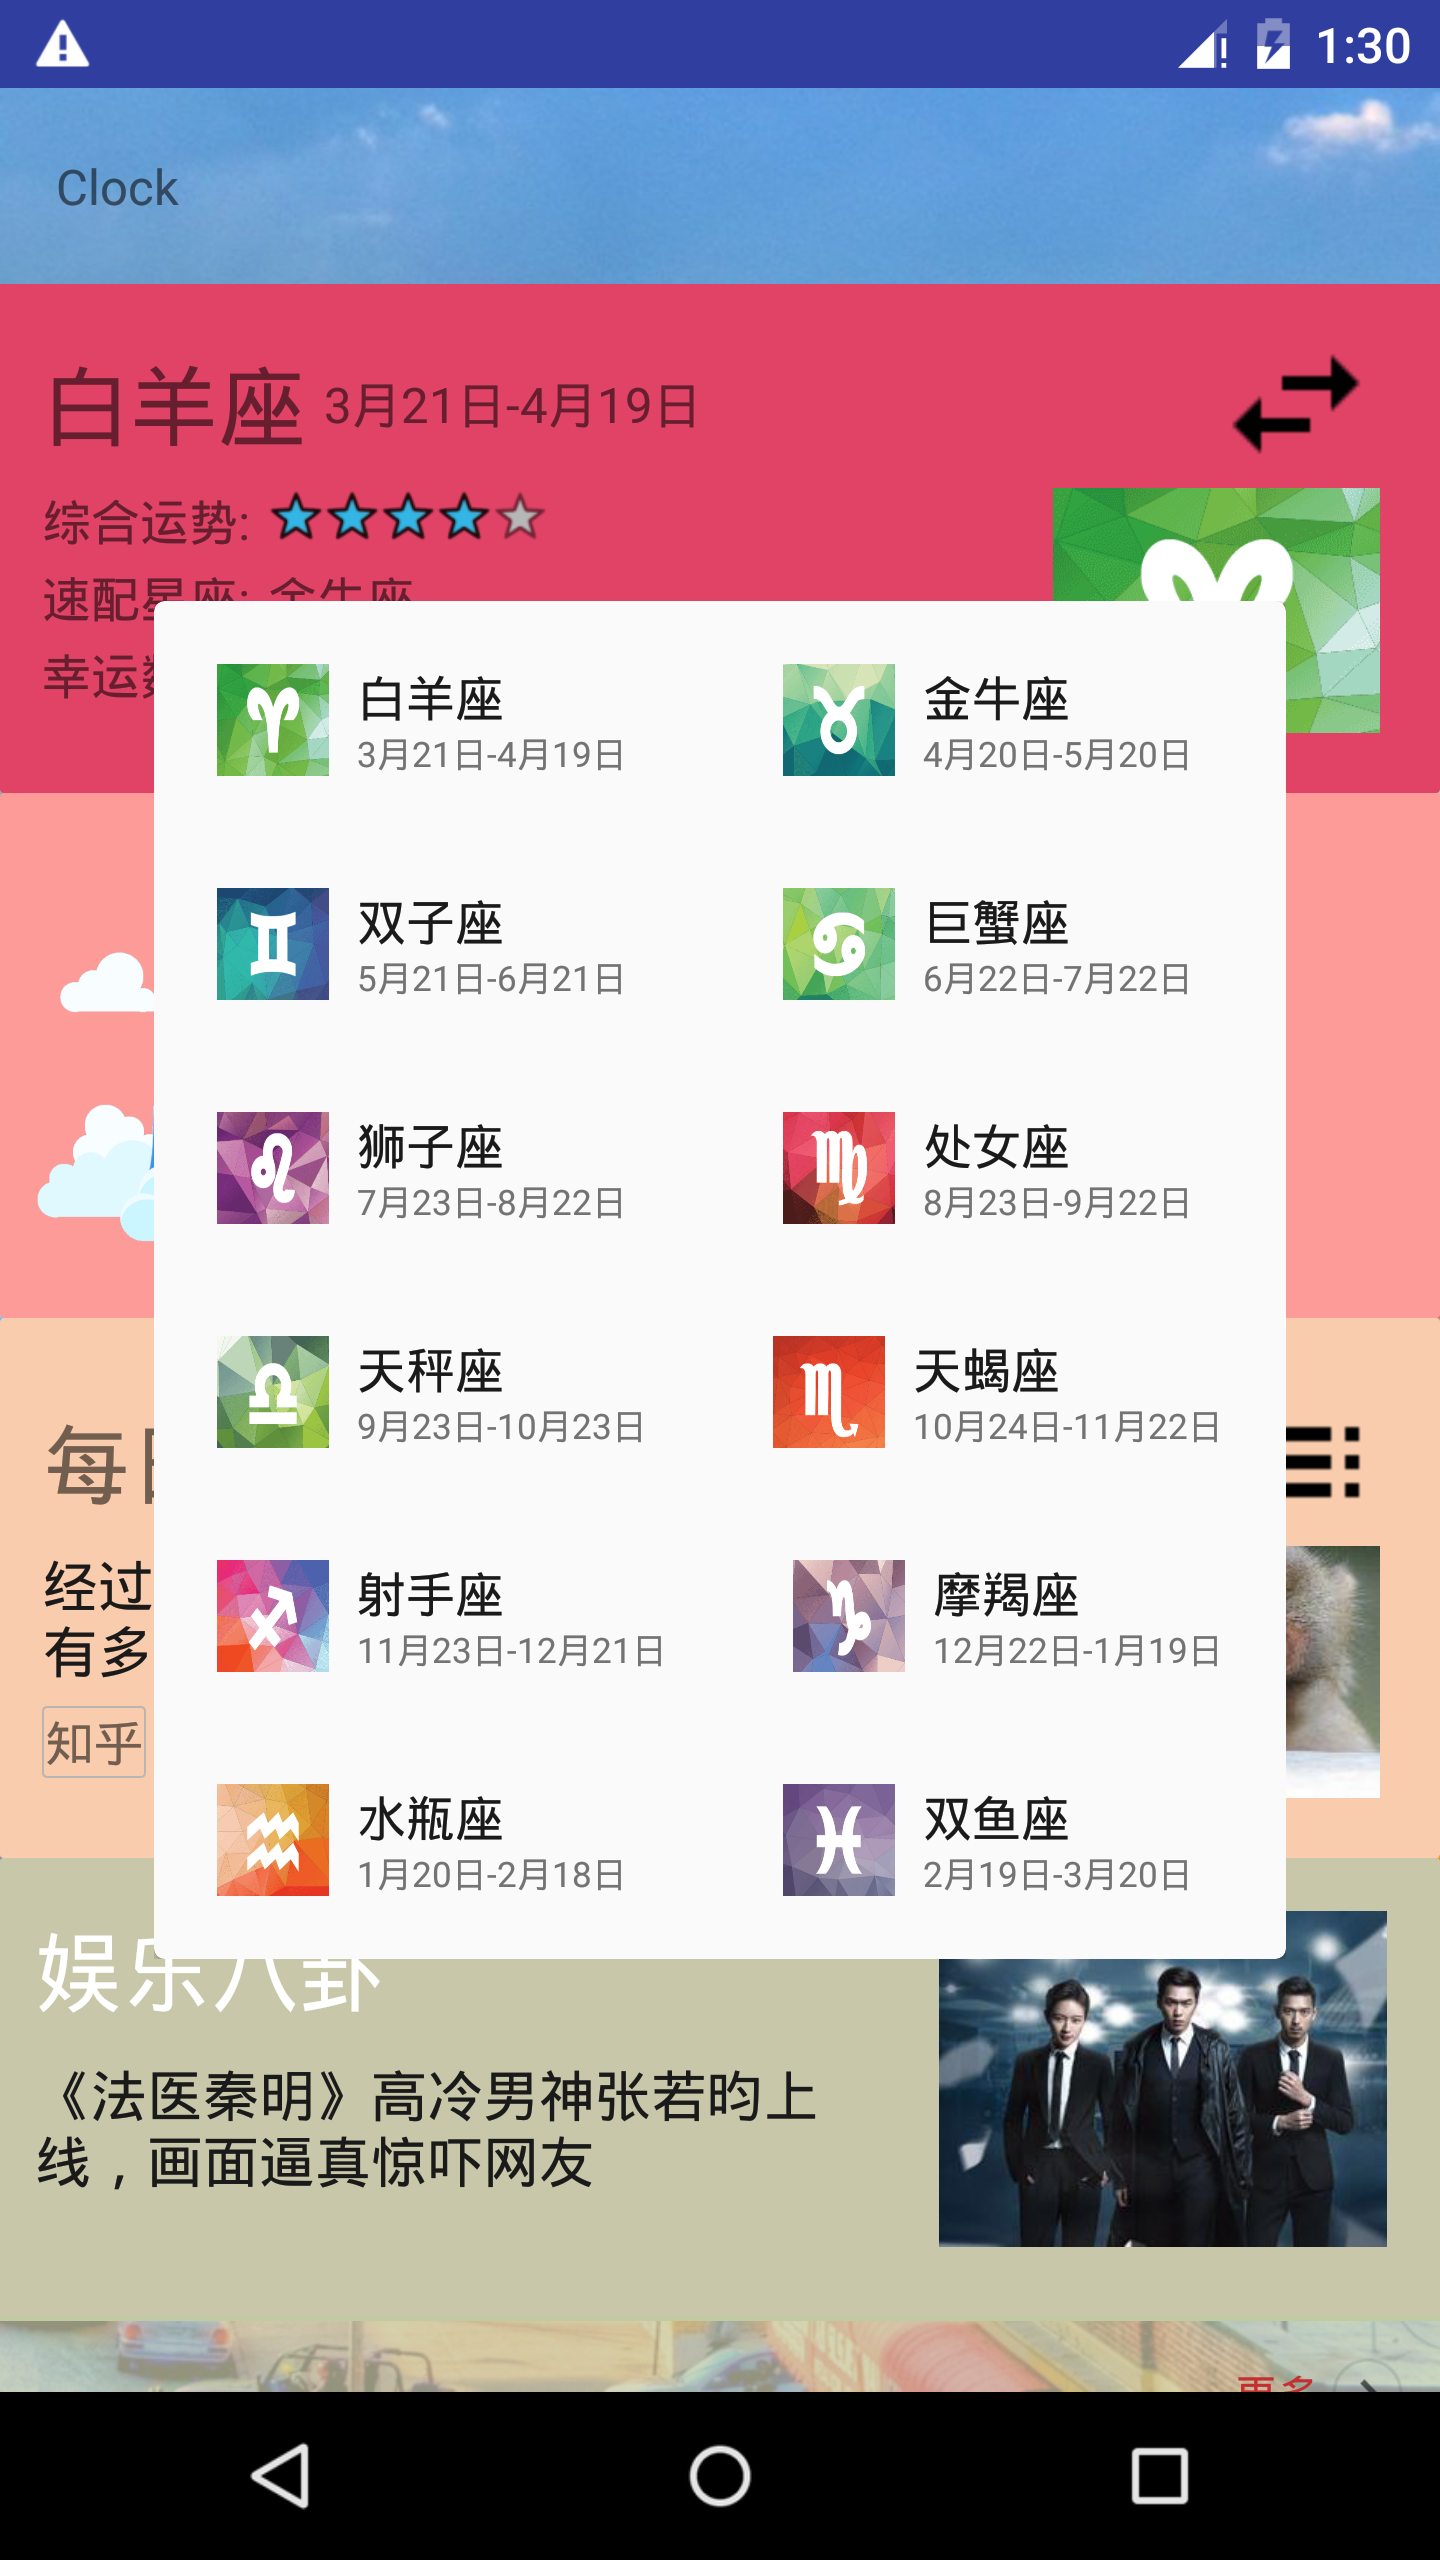 1:30
Clock
白羊座 3月21日-4月19日
综合运势:
速配星座: 金牛座
幸运
白羊座
3月21日-4月19日
金牛座
4月20日-5月20日
双子座
5月21日-6月21日
巨蟹座
6月22日-7月22日
狮子座
7月23日-8月22日
处女座
8月23日-9月22日
天秤座
9月23日-10月23日
天蝎座
10月24日-11月22日
射手座
11月23日-12月21日
摩羯座
12月22日-1月19日
水瓶座
1月20日-2月18日
双鱼座
2月19日-3月20日
每
经过
有多
知乎
娱乐八卦
《法医秦明》高冷男神张若昀上
线，画面逼真惊吓网友
更多